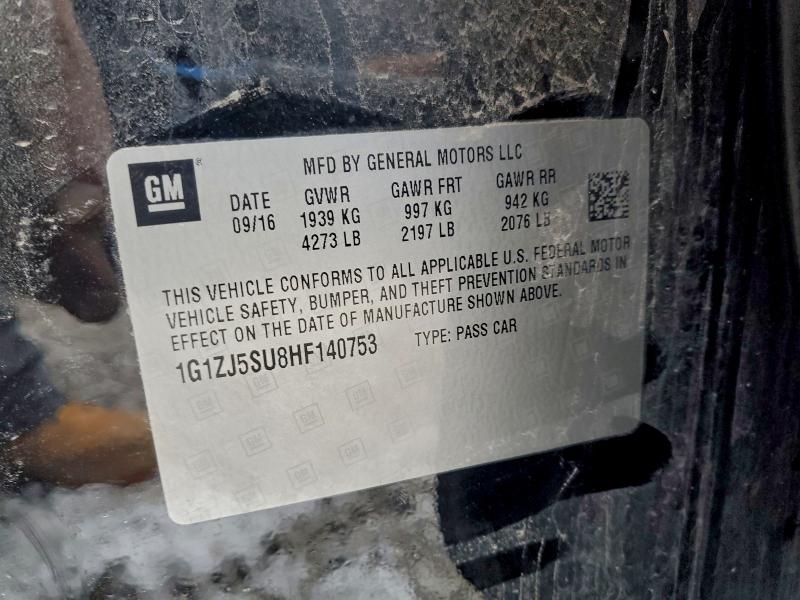 GM
MFD BY GENERAL MOTORS LLC
DATE GVWR GAWR FRT GAWR RR
09/16 1939 KG 997 KG 942 KG
4273 LB 2197 LB 2076 LB
THIS VEHICLE CONFORMS TO ALL APPLICABLE U.S. FEDERAL MOTOR
VEHICLE SAFETY, BUMPER, AND THEFT PREVENTION STANDARDS IN
EFFECT ON THE DATE OF MANUFACTURE SHOWN ABOVE.
1G1ZJ5SU8HF140753 TYPE: PASS CAR